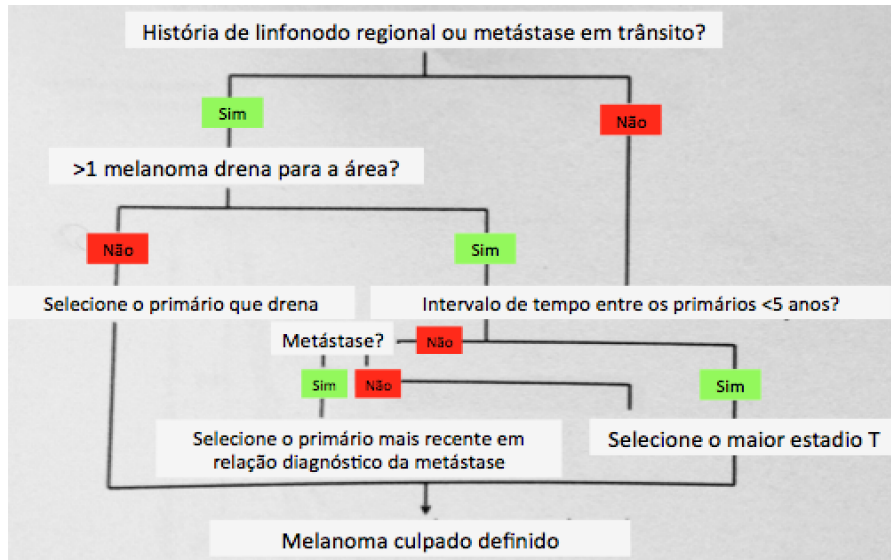 História de linfonodo regional ou metástase em trânsito?
Sim
Não
>1 melanoma drena para a área?
Não
Sim
Selecione o primário que drena
Intervalo de tempo entre os primários <5 anos?
Metástase?
Não
Sim
Não
Sim
Selecione o primário mais recente em
relação diagnóstico da metástase
Selecione o maior estadio T
Melanoma culpado definido